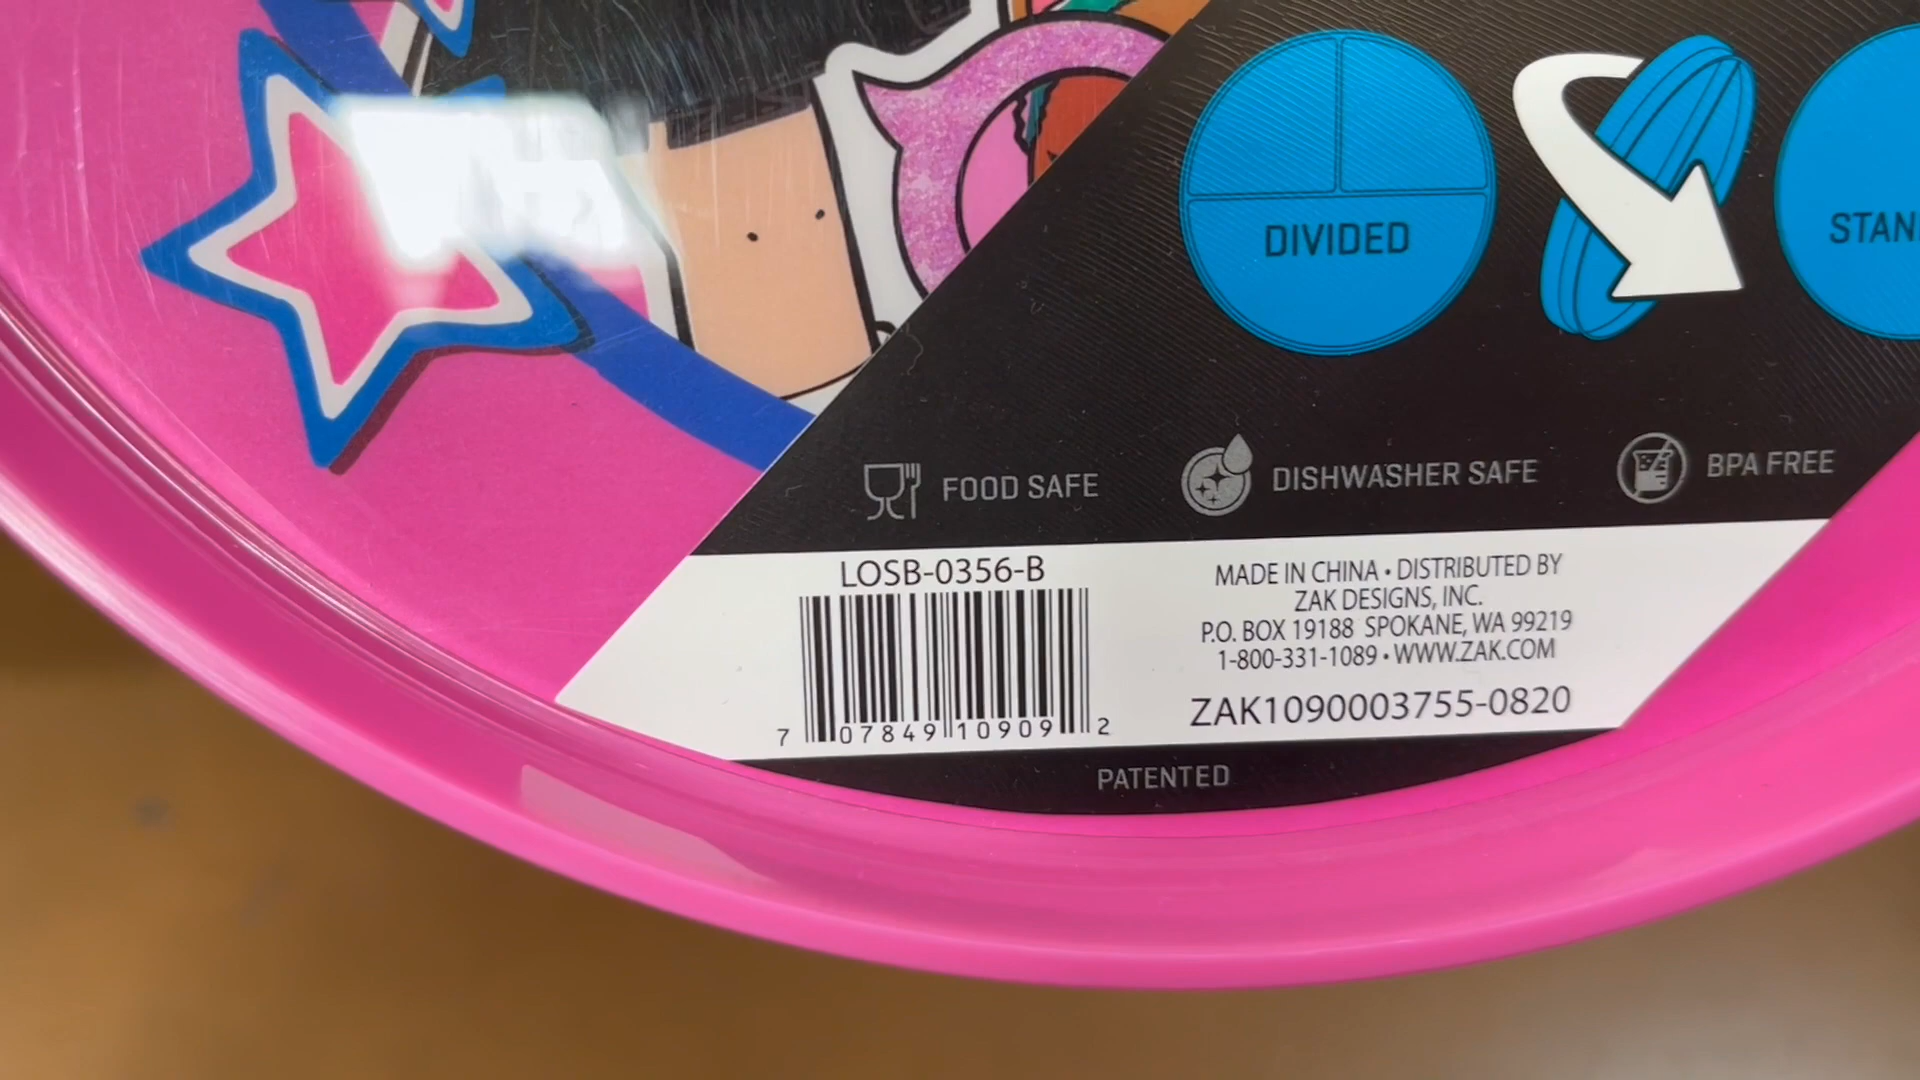 DIVIDED
STAN
FOOD SAFE
DISHWASHER SAFE
BPA FREE
LOSB-0356-B
7 07849 10909 2
MADE IN CHINA • DISTRIBUTED BY
ZAK DESIGNS, INC.
P.O. BOX 19188 SPOKANE, WA 99219
1-800-331-1089 • WWW.ZAK.COM
ZAK1090003755-0820
PATENTED